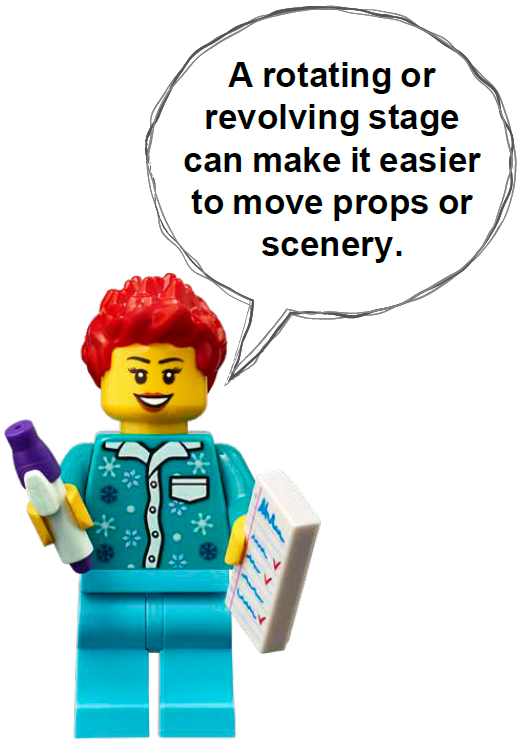 A rotating or
revolving stage
can make it easier
to move props or
scenery.